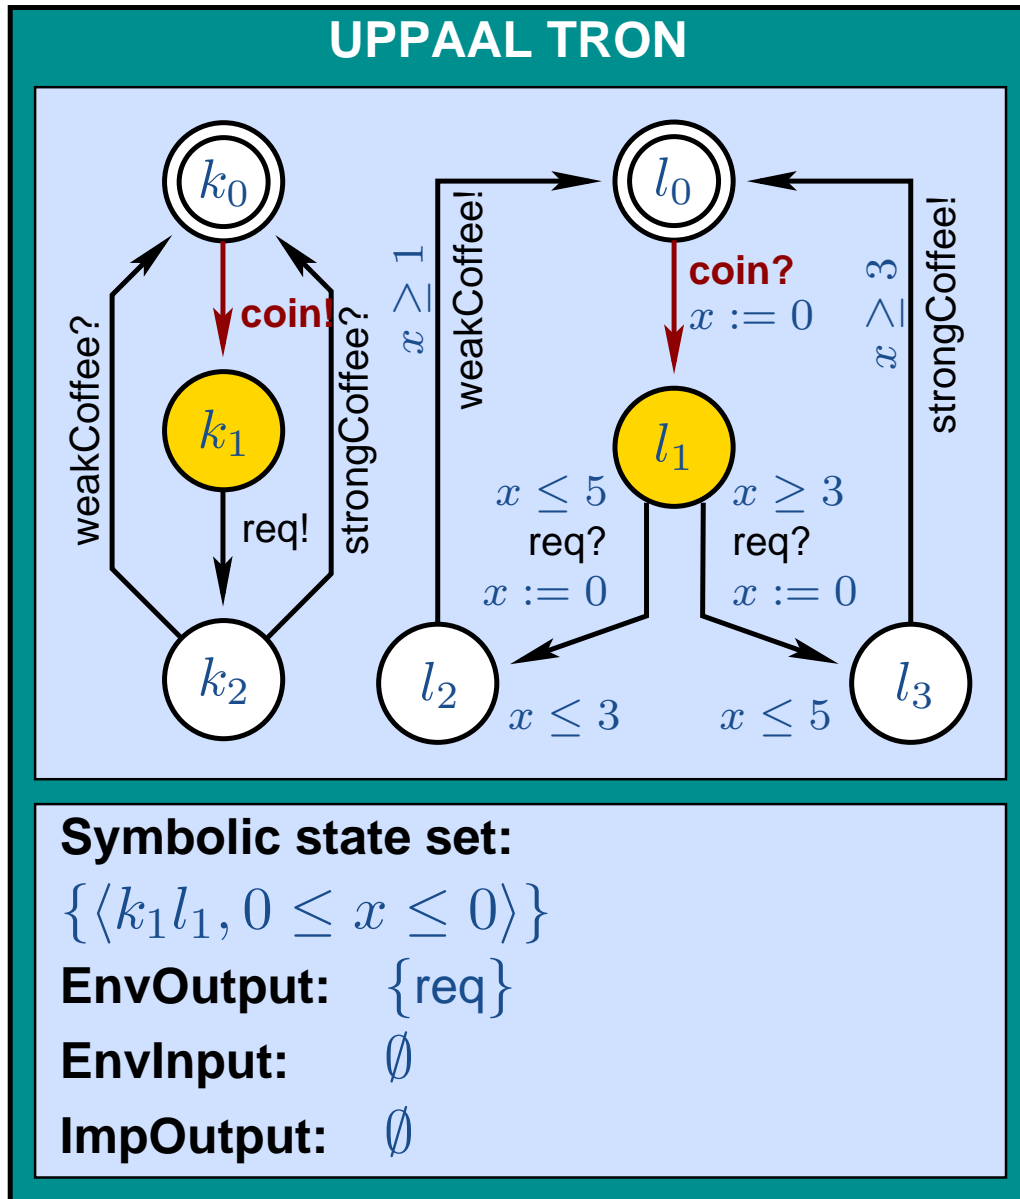 UPPAAL TRON
k₀
coin!
k₁
req!
k₂
weakCoffee?
strongCoffee?
l₀
coin?
x := 0
l₁
x ≤ 5
req?
x := 0
x ≥ 3
req?
x := 0
l₂
x ≤ 3
l₃
x ≤ 5
x ≥ 1
weakCoffee!
x ≥ 3
strongCoffee!
Symbolic state set:
{⟨k₁l₁, 0 ≤ x ≤ 0⟩}
EnvOutput: {req}
EnvInput: ∅
ImpOutput: ∅